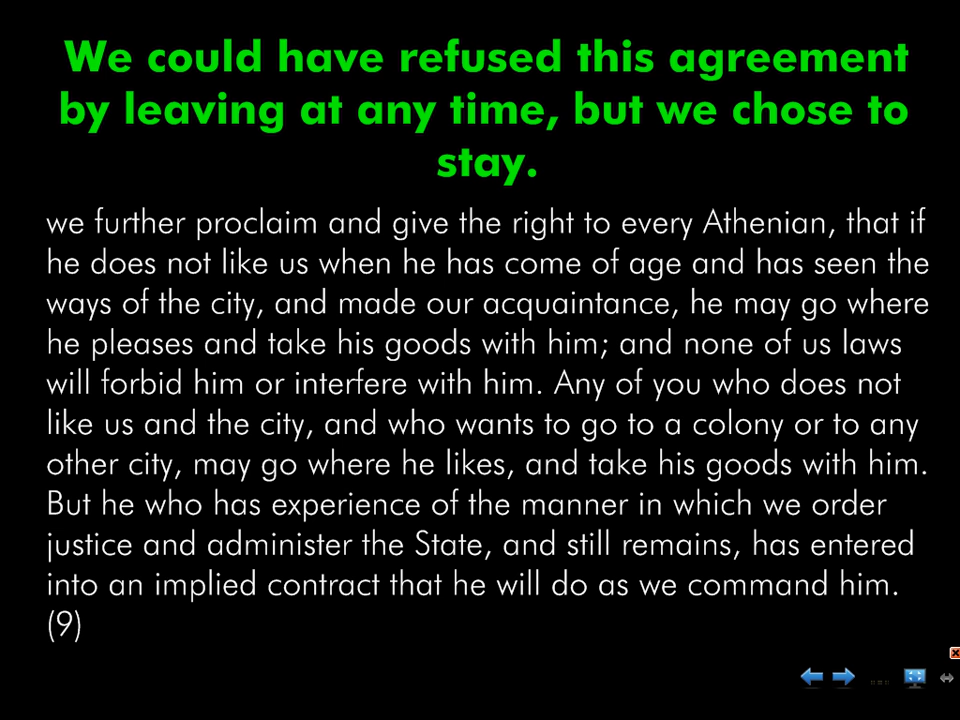 We could have refused this agreement
by leaving at any time, but we chose to
stay.
we further proclaim and give the right to every Athenian, that if
he does not like us when he has come of age and has seen the
ways of the city, and made our acquaintance, he may go where
he pleases and take his goods with him; and none of us laws
will forbid him or interfere with him. Any of you who does not
like us and the city, and who wants to go to a colony or to any
other city, may go where he likes, and take his goods with him.
But he who has experience of the manner in which we order
justice and administer the State, and still remains, has entered
into an implied contract that he will do as we command him.
(9)